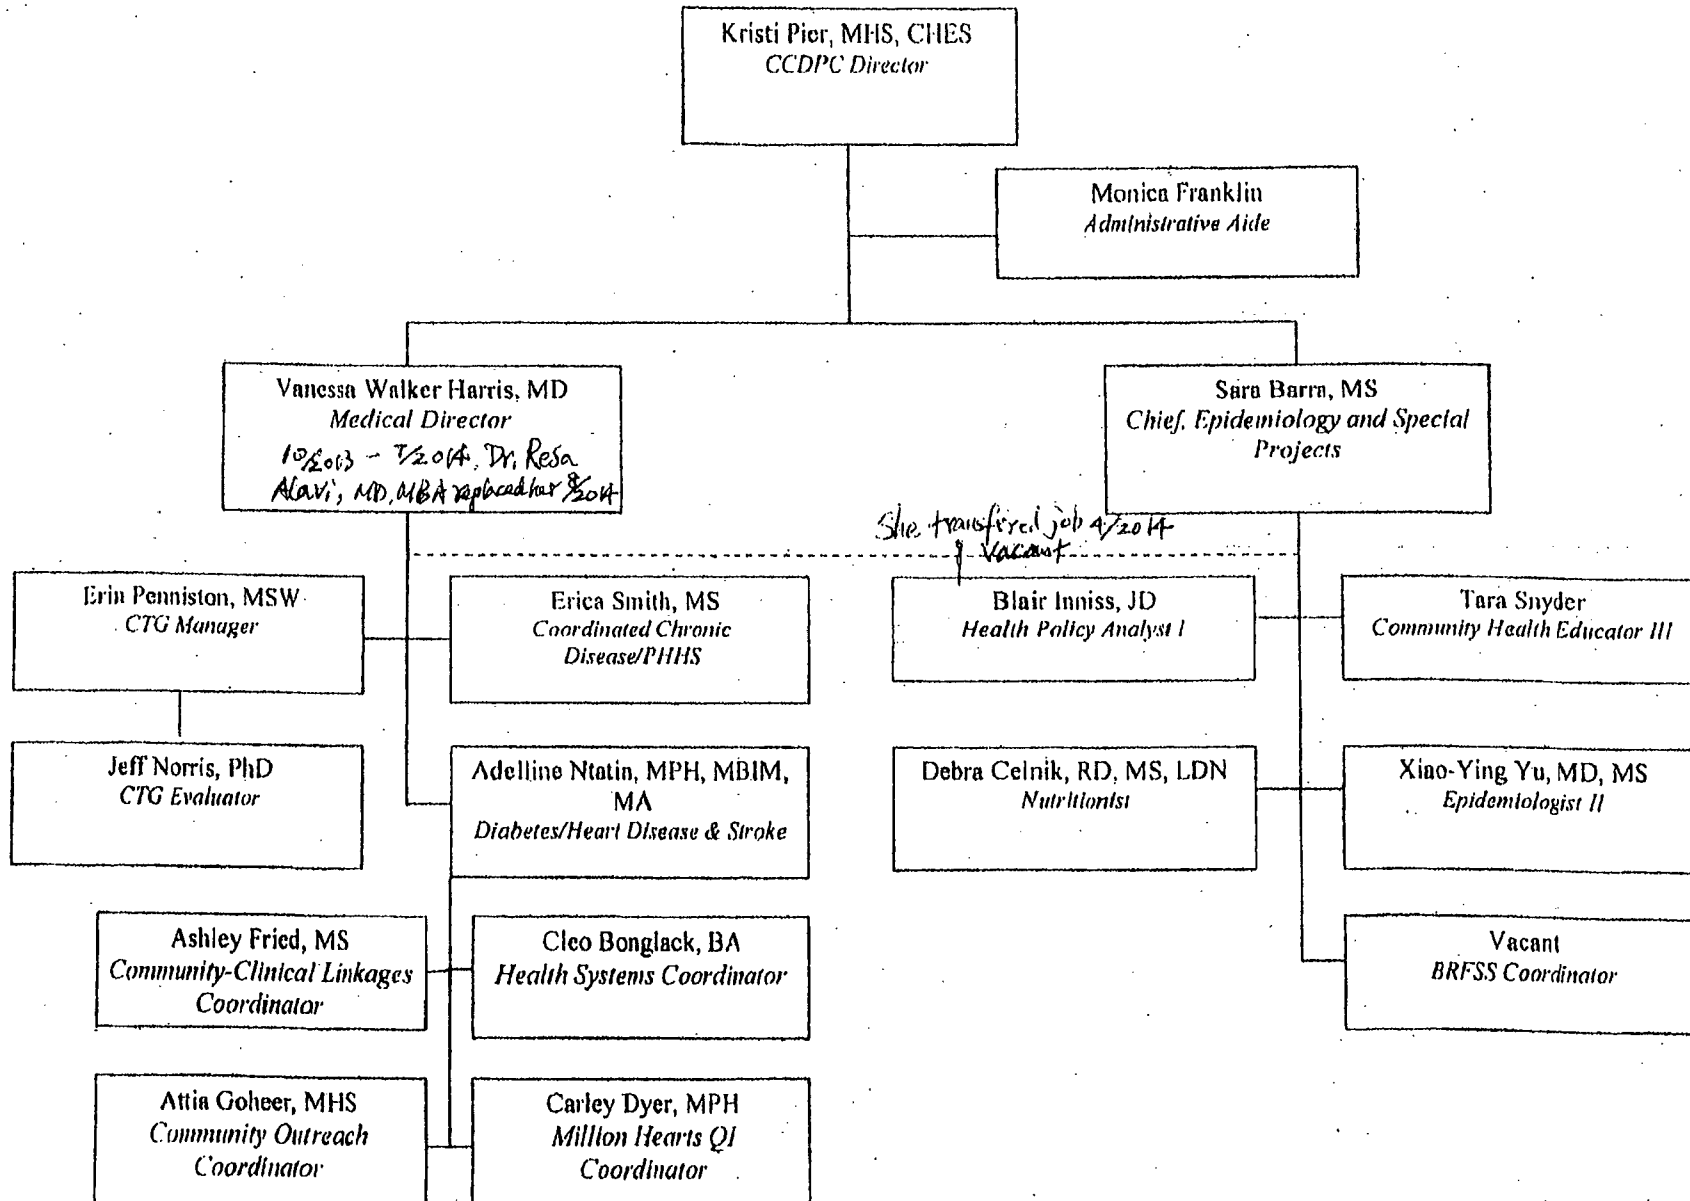 Kristi Pier, MHS, CHES
CCDPC Director
Monica Franklin
Administrative Aide
Vanessa Walker Harris, MD
Medical Director
10/2013 - 7/2014, Dr. Resa
Alavi, MD, MBA replaced her 8/2014
Sara Barra, MS
Chief, Epidemiology and Special
Projects
She transfired job 4/2014
vacant
Erin Penniston, MSW
CTG Manager
Erica Smith, MS
Coordinated Chronic
Disease/PHHS
Blair Inniss, JD
Health Policy Analyst I
Tara Snyder
Community Health Educator III
Jeff Norris, PhD
CTG Evaluator
Adelline Ntatin, MPH, MBIM,
MA
Diabetes/Heart Disease & Stroke
Debra Celnik, RD, MS, LDN
Nutritionist
Xiao-Ying Yu, MD, MS
Epidemiologist II
Ashley Fried, MS
Community-Clinical Linkages
Coordinator
Cleo Bonglack, BA
Health Systems Coordinator
Vacant
BRFSS Coordinator
Attia Goheer, MHS
Community Outreach
Coordinator
Carley Dyer, MPH
Million Hearts QI
Coordinator